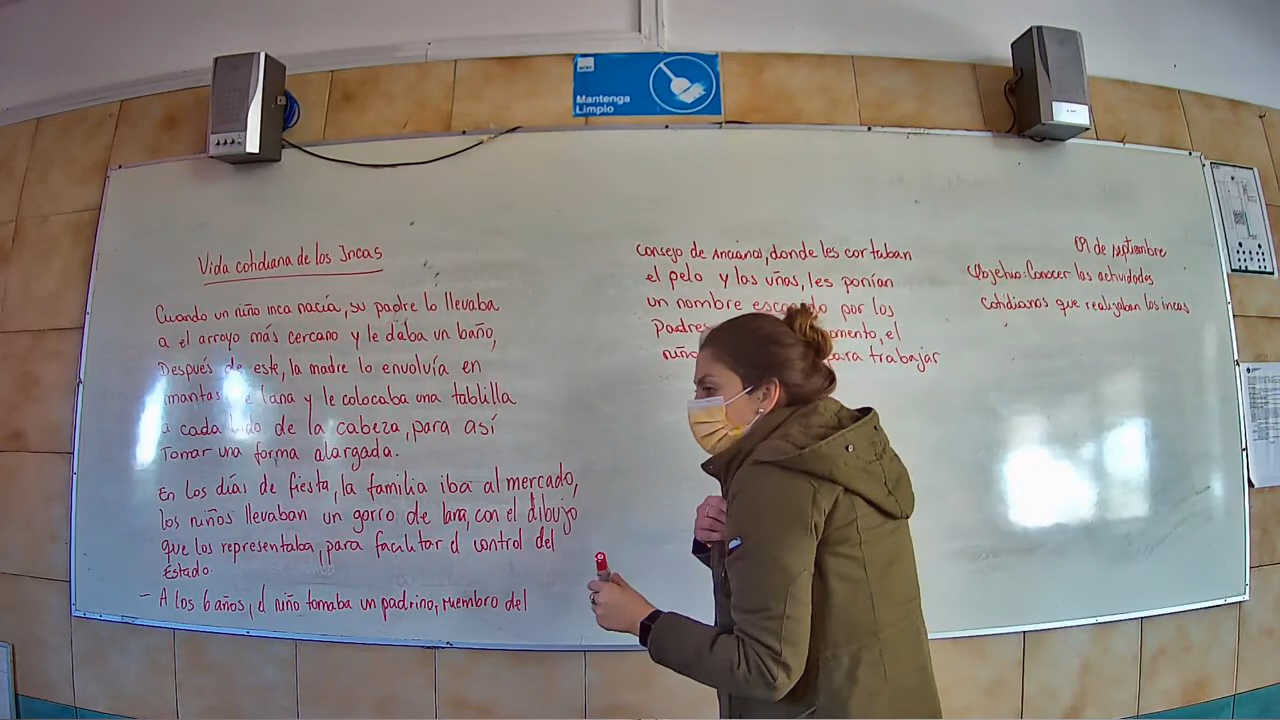 Mantenga
Limpio
Vida cotidiana de los Incas
Cuando un niño inca nacía, su padre lo llevaba
a el arroyo más cercano y le daba un baño,
Después de este, la madre lo envolvía en
mantas de lana y le colocaba una tablilla
a cada lado de la cabeza, para así
Tomar una forma alargada.
En los días de fiesta, la familia iba al mercado,
los niños llevaban un gorro de lana, con el dibujo
que los representaba, para facilitar el control del
Estado.
- A los 6 años, el niño tomaba un padrino, miembro del
consejo de ancianos, donde les cortaban
el pelo y las uñas, les ponían
un nombre escogido por los
Padres omento, el
niño para trabajar
09 de septiembre
Objetivo: Conocer las actividades
cotidianas que realizaban los incas